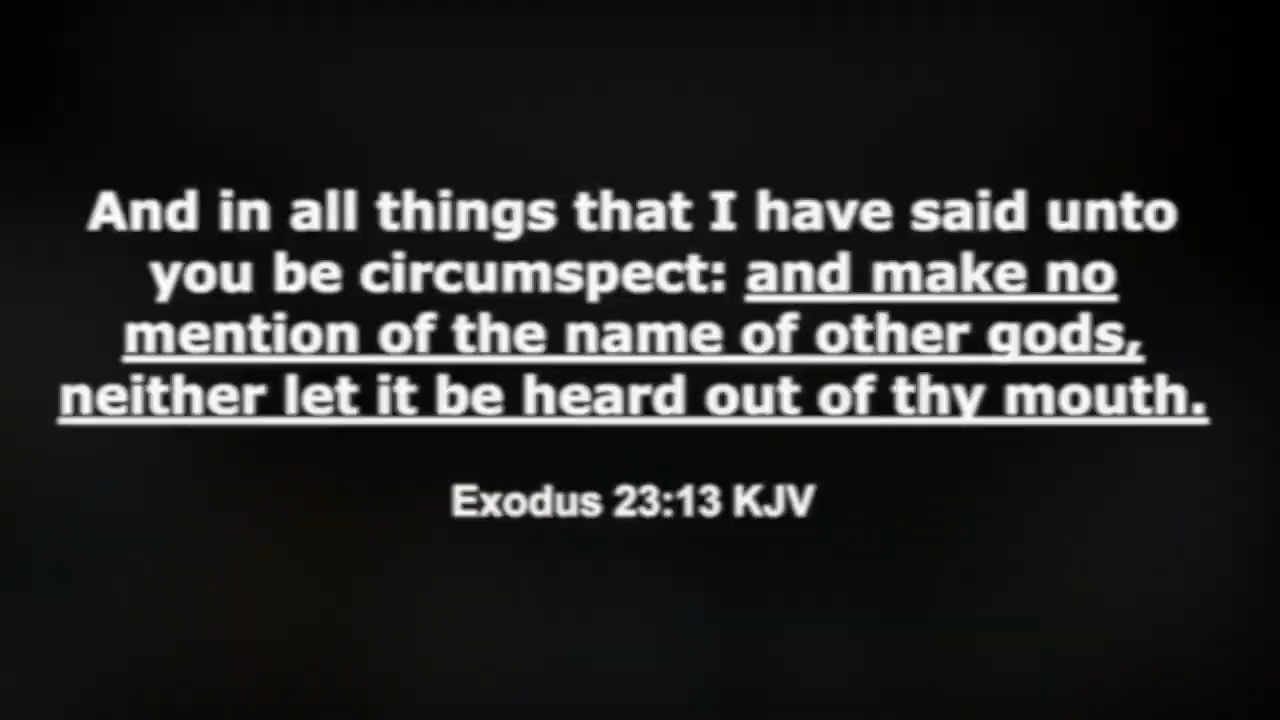 And in all things that I have said unto
you be circumspect: and make no
mention of the name of other gods,
neither let it be heard out of thy mouth.
Exodus 23:13 KJV